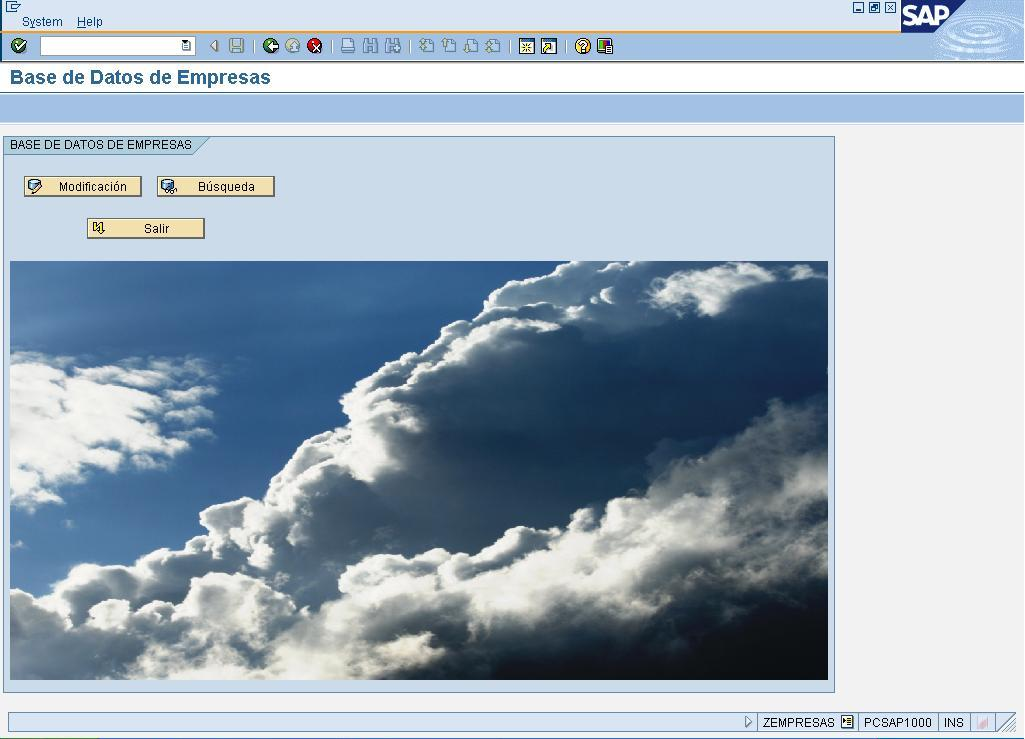 System Help
SAP
Base de Datos de Empresas
BASE DE DATOS DE EMPRESAS
Modificación Búsqueda
Salir
ZEMPRESAS PCSAP1000 INS